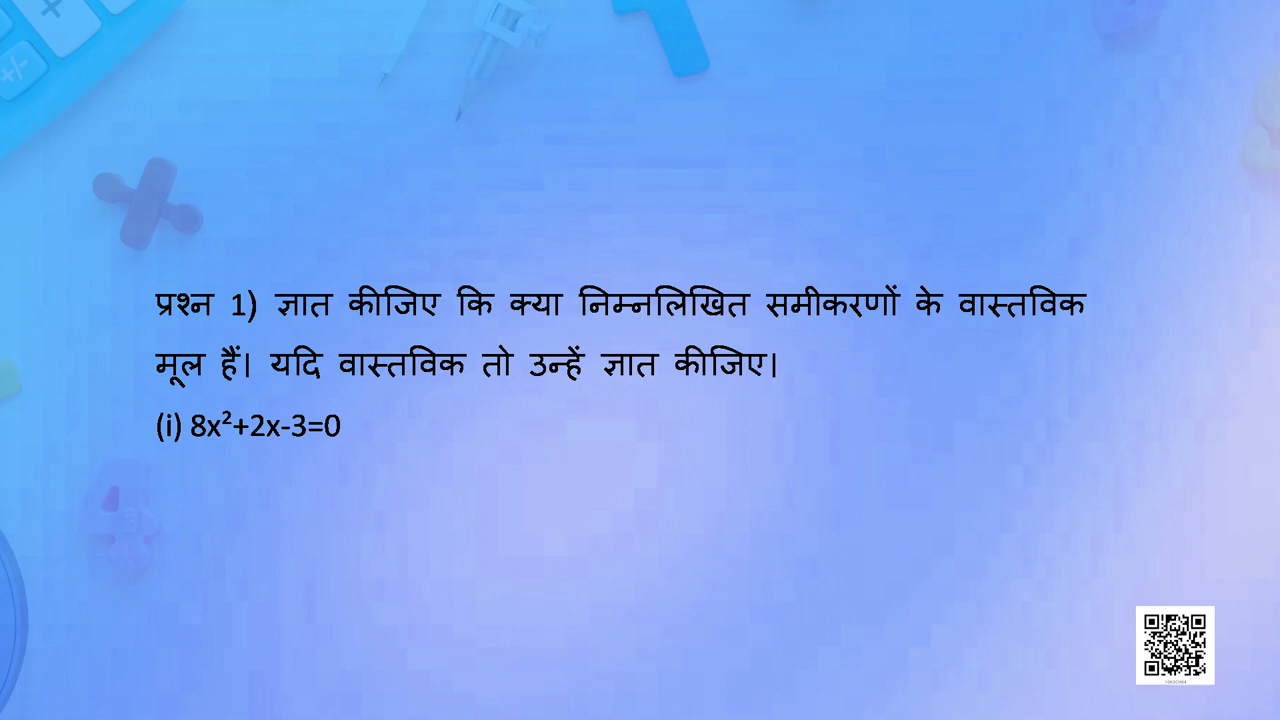 प्रश्न 1) ज्ञात कीजिए कि क्या निम्नलिखित समीकरणों के वास्तविक
मूल हैं। यदि वास्तविक तो उन्हें ज्ञात कीजिए।
(i) 8x²+2x-3=0